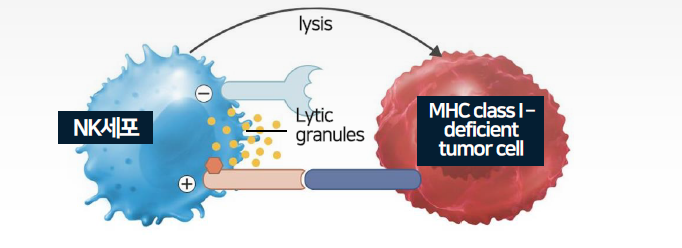 lysis
NK세포
Lytic
granules
MHC class I–
deficient
tumor cell
−
+